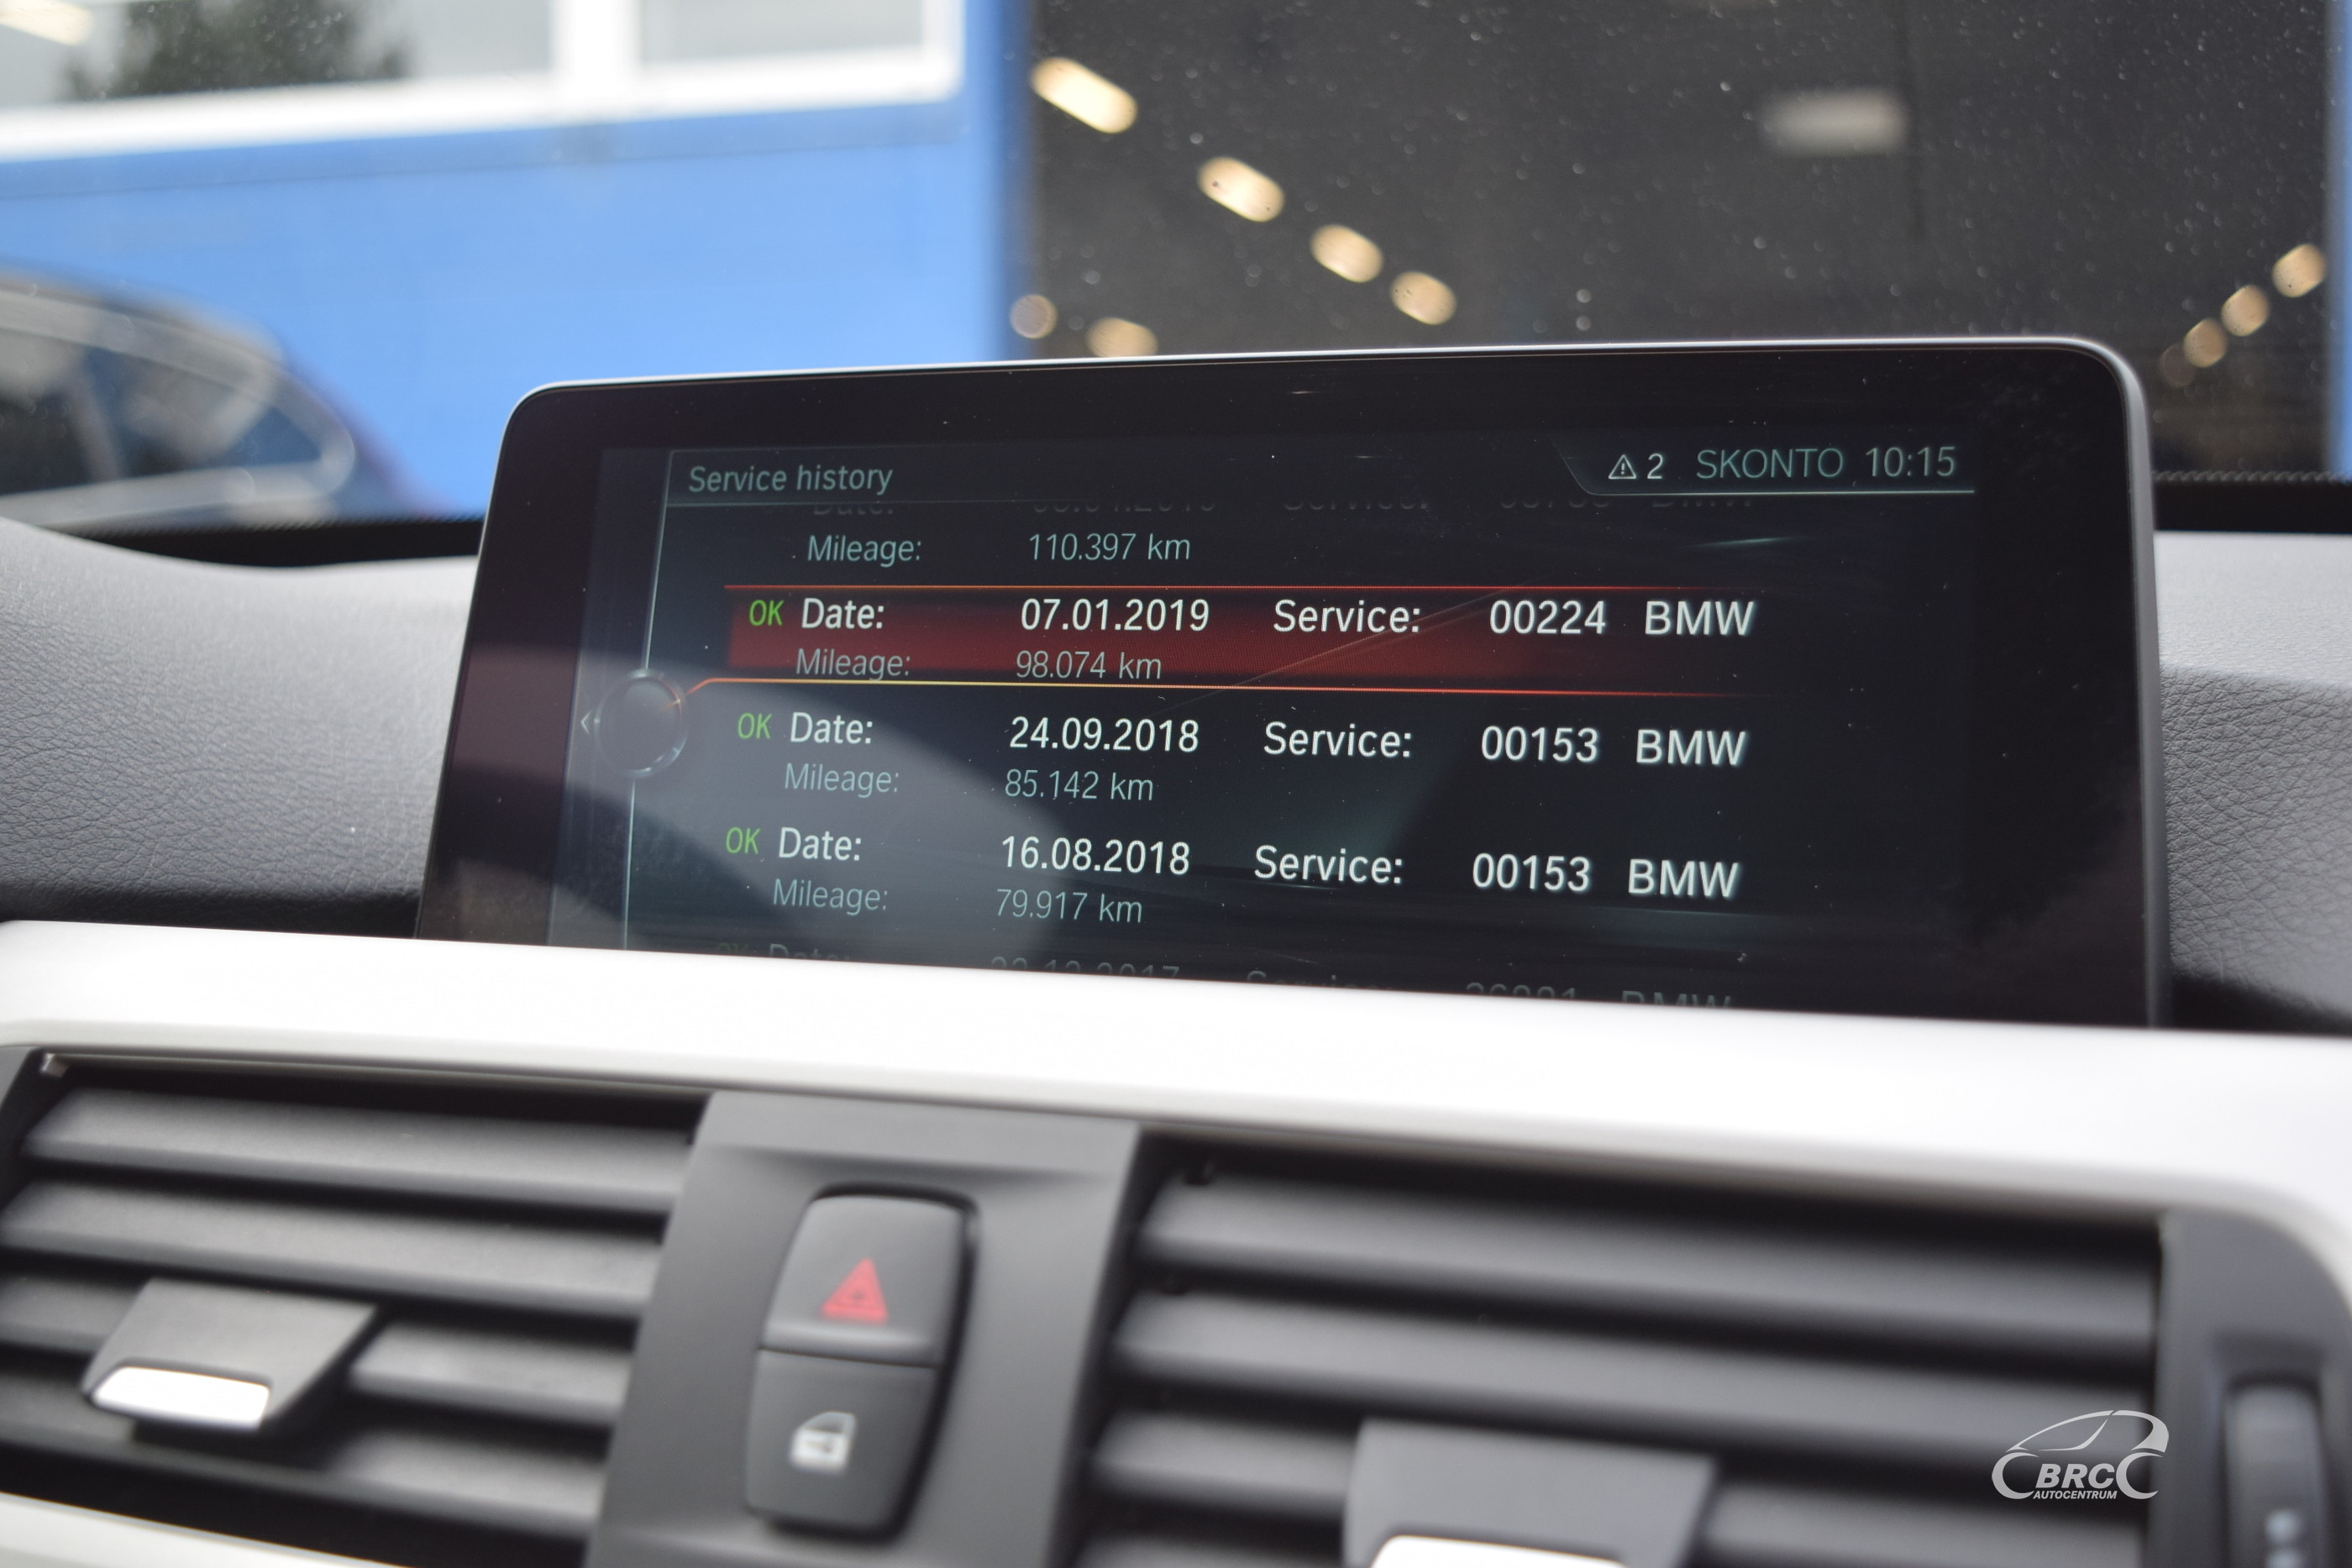 Service history
2 SKONTO 10:15
Mileage: 110.397 km
OK Date: 07.01.2019 Service: 00224 BMW
Mileage: 98.074 km
OK Date: 24.09.2018 Service: 00153 BMW
Mileage: 85.142 km
OK Date: 16.08.2018 Service: 00153 BMW
Mileage: 79.917 km
BRC
AUTOCENTRUM